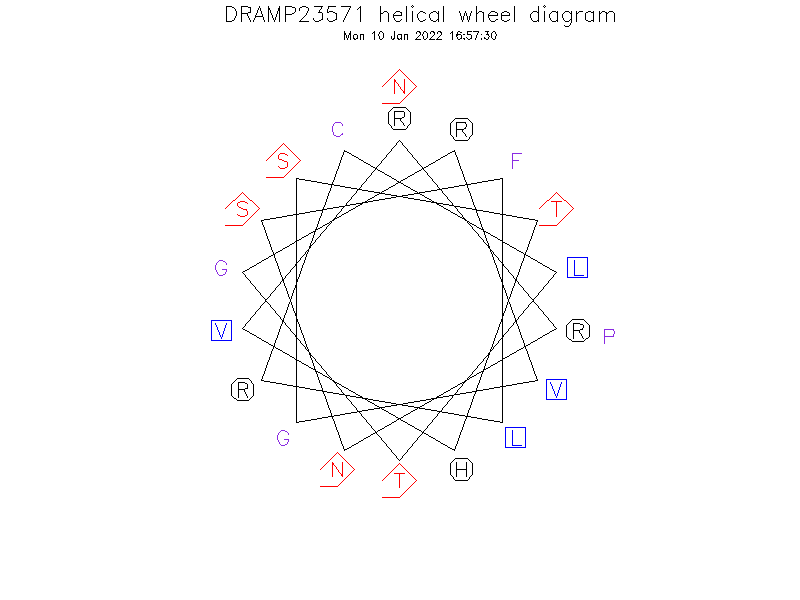 DRAMP23571 helical wheel diagram
Mon 10 Jan 2022 16:57:30
N
C R R
S F
S T
G L
V R P
R V
G L
N T H